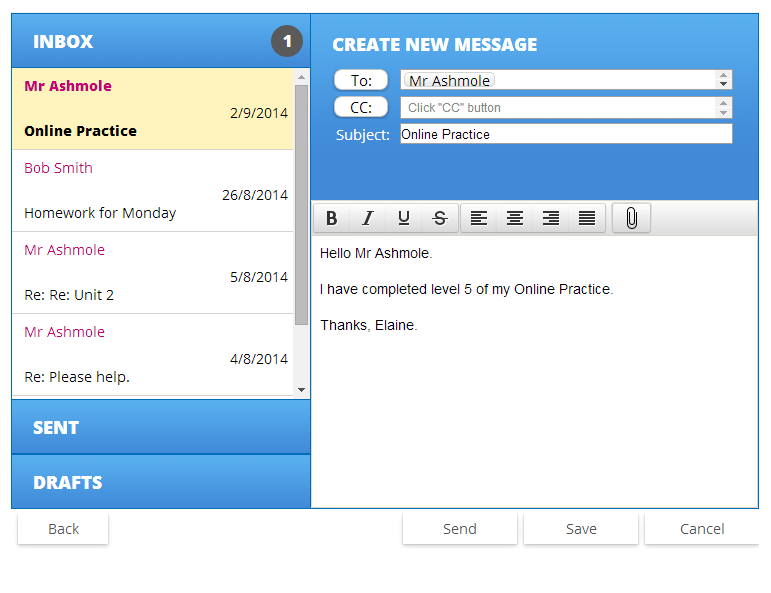 INBOX
1
Mr Ashmole
2/9/2014
Online Practice
Bob Smith
26/8/2014
Homework for Monday
Mr Ashmole
5/8/2014
Re: Re: Unit 2
Mr Ashmole
4/8/2014
Re: Please help.
SENT
DRAFTS
CREATE NEW MESSAGE
To: Mr Ashmole
CC: Click "CC" button
Subject: Online Practice
B I U S
Hello Mr Ashmole.
I have completed level 5 of my Online Practice.
Thanks, Elaine.
Back
Send
Save
Cancel